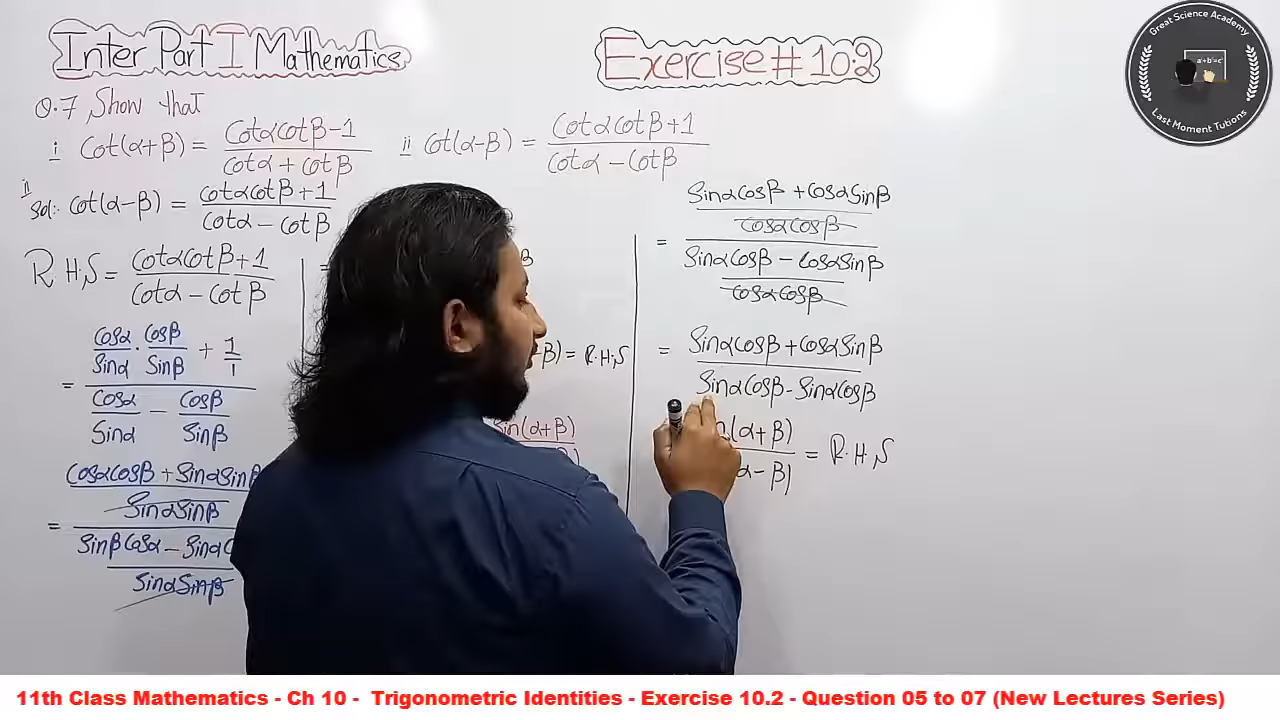 Inter Part I Mathematics
Exercise # 10.2
Great Science Academy
a²+b²=c²
Last Moment Tutions
Q.7 Show that
i Cot(α+β) = (Cotα Cotβ - 1)/(Cotα + Cotβ) ii Cot(α-β) = (Cotα Cotβ + 1)/(Cotα - Cotβ)
ii
Sol:- Cot(α-β) = (Cotα Cotβ + 1)/(Cotα - Cotβ)
R.H.S = (Cotα Cotβ + 1)/(Cotα - Cotβ)
= (Cosα/Sinα . Cosβ/Sinβ + 1/1)/(Cosα/Sinα - Cosβ/Sinβ)
= ((Cosα Cosβ + Sinα Sinβ)/(Sinα Sinβ))/((Sinβ Cosα - Sinα)/(Sinα Sinβ))
β) = R.H.S
Sin(α+β)
= ((Sinα Cosβ + Cosα Sinβ)/(Cosα Cosβ))/((Sinα Cosβ - Cosα Sinβ)/(Cosα Cosβ))
= (Sinα Cosβ + Cosα Sinβ)/(Sinα Cosβ - Sinα Cosβ)
(α+β)/(α-β) = R.H.S
11th Class Mathematics - Ch 10 - Trigonometric Identities - Exercise 10.2 - Question 05 to 07 (New Lectures Series)